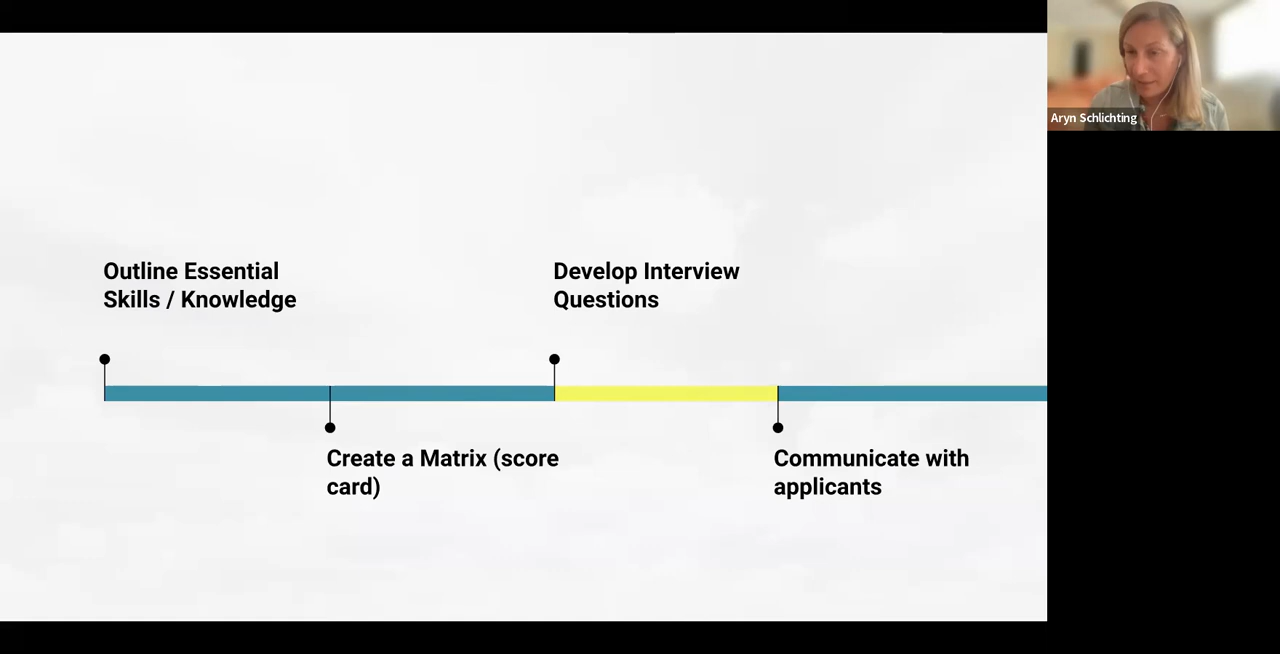 Aryn Schlichting
Outline Essential
Skills / Knowledge
Develop Interview
Questions
Create a Matrix (score
card)
Communicate with
applicants